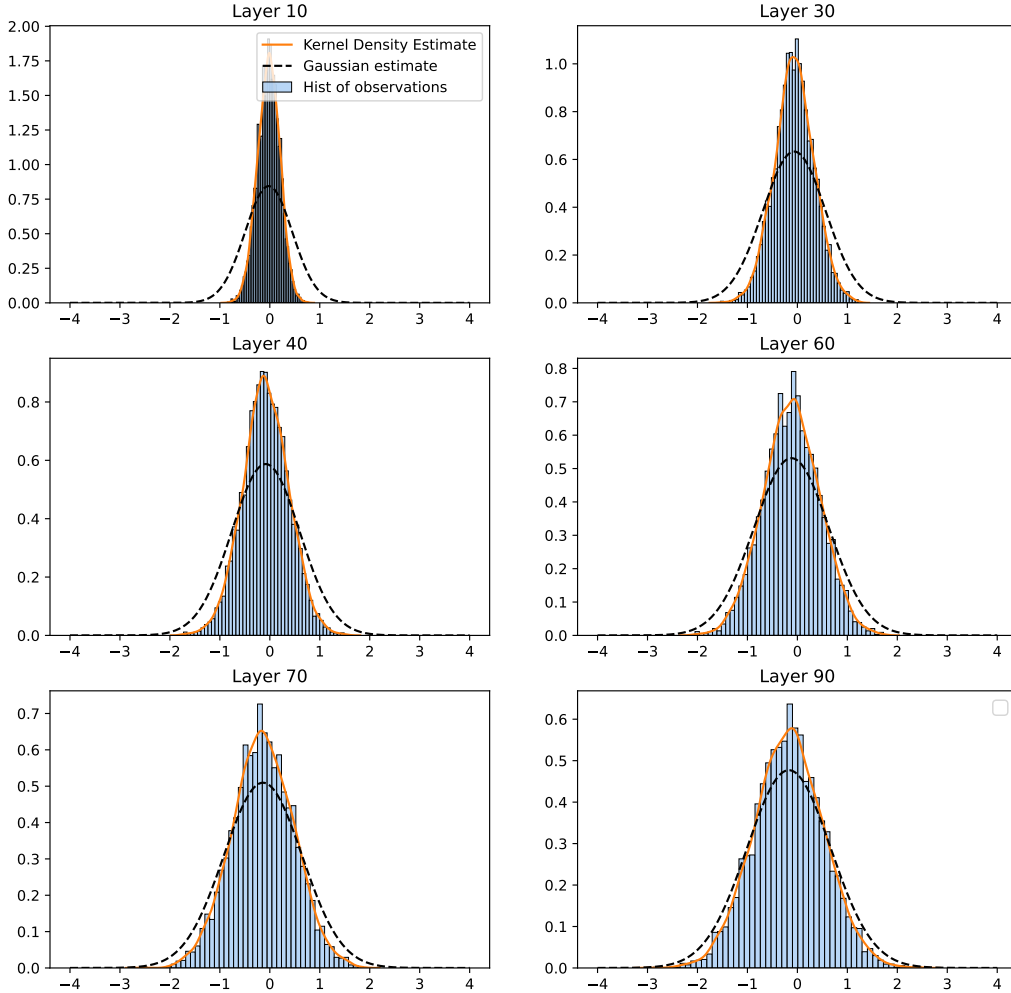 Layer 10
2.00
1.75
1.50
1.25
1.00
0.75
0.50
0.25
0.00
−4 −3 −2 −1 0 1 2 3 4
Kernel Density Estimate
Gaussian estimate
Hist of observations
Layer 30
1.0
0.8
0.6
0.4
0.2
0.0
−4 −3 −2 −1 0 1 2 3 4
Layer 40
0.8
0.6
0.4
0.2
0.0
−4 −3 −2 −1 0 1 2 3 4
Layer 60
0.8
0.7
0.6
0.5
0.4
0.3
0.2
0.1
0.0
−4 −3 −2 −1 0 1 2 3 4
Layer 70
0.7
0.6
0.5
0.4
0.3
0.2
0.1
0.0
−4 −3 −2 −1 0 1 2 3 4
Layer 90
0.6
0.5
0.4
0.3
0.2
0.1
0.0
−4 −3 −2 −1 0 1 2 3 4